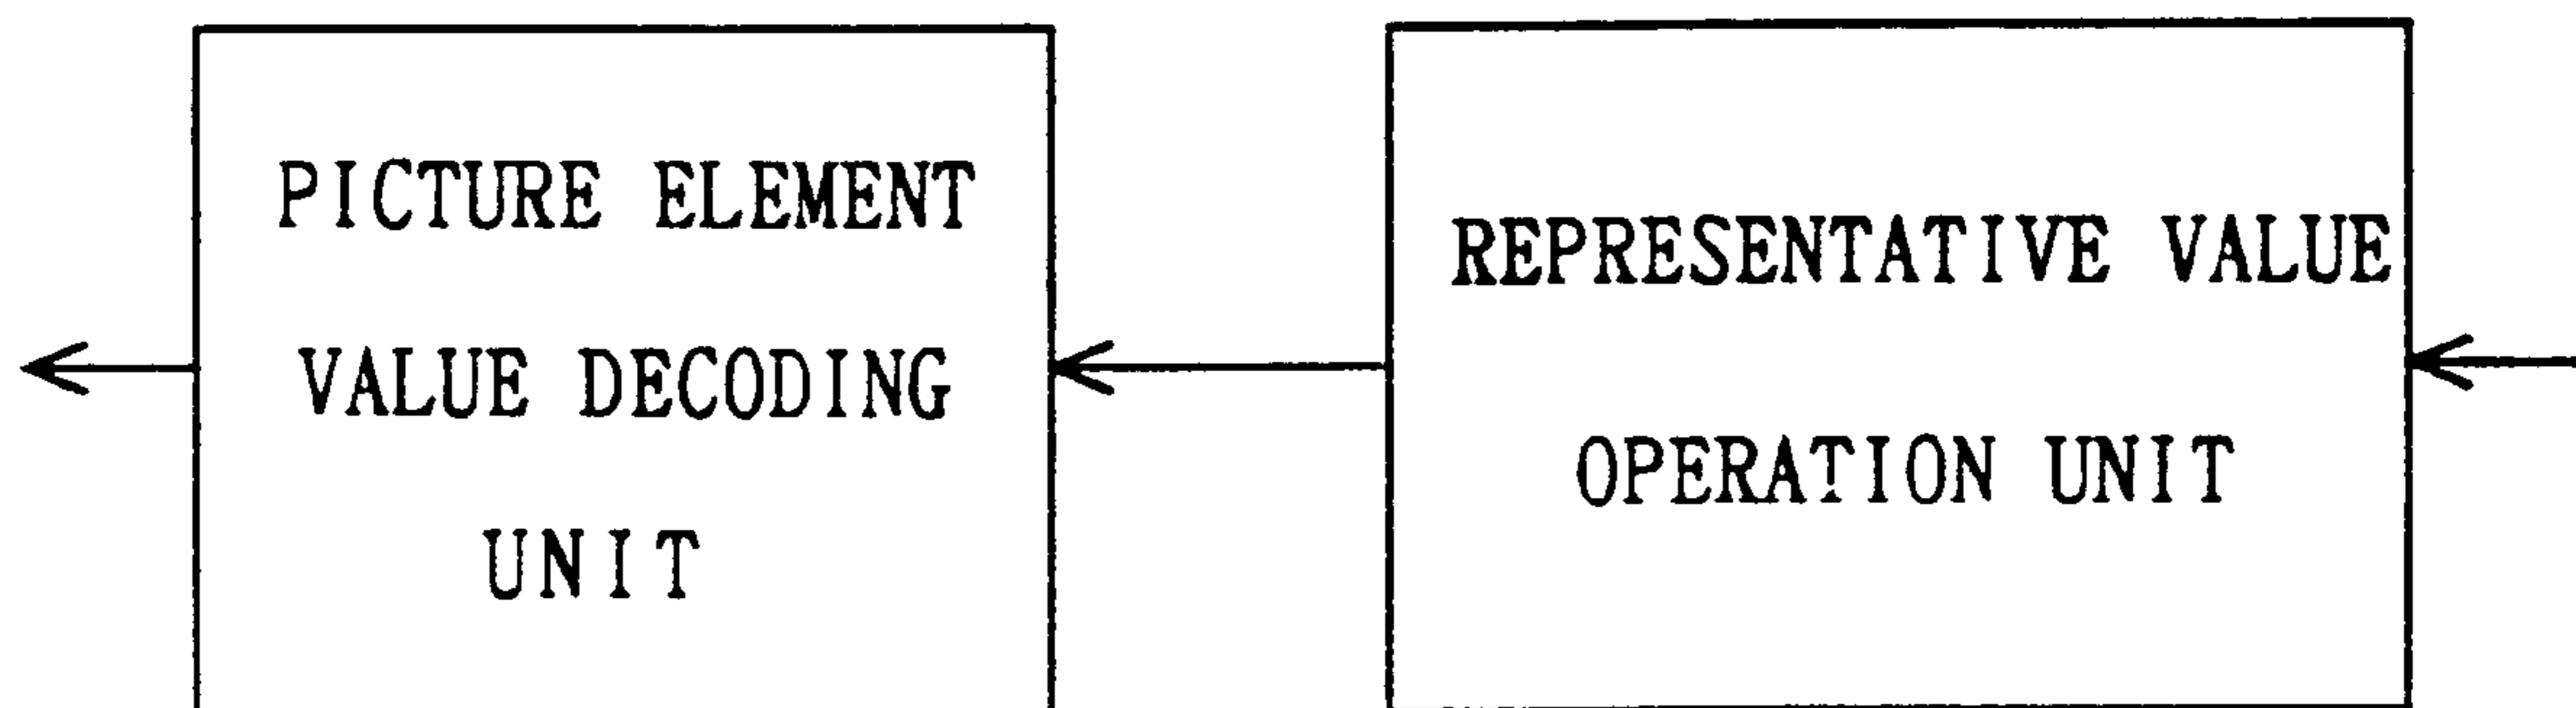 PICTURE ELEMENT
VALUE DECODING
UNIT
REPRESENTATIVE VALUE
OPERATION UNIT